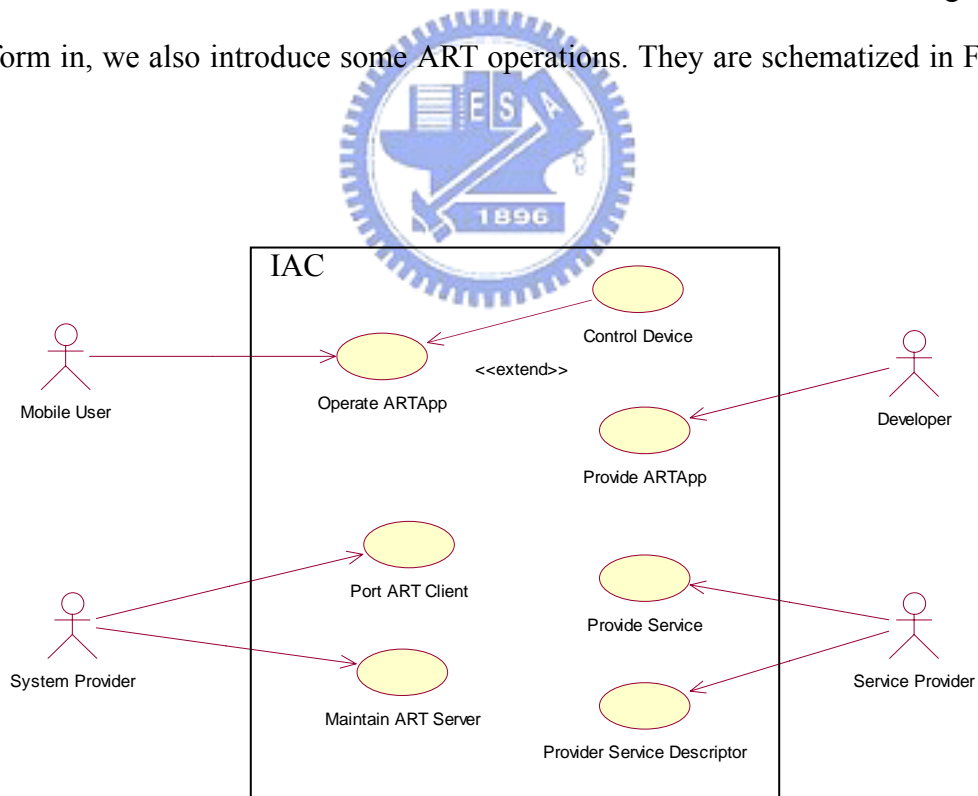 form in, we also introduce some ART operations. They are schematized in F
E S A
1896
IAC
Control Device
<<extend>>
Mobile User
Operate ARTApp
Developer
Provide ARTApp
Port ART Client
Provide Service
System Provider
Service Provider
Maintain ART Server
Provider Service Descriptor